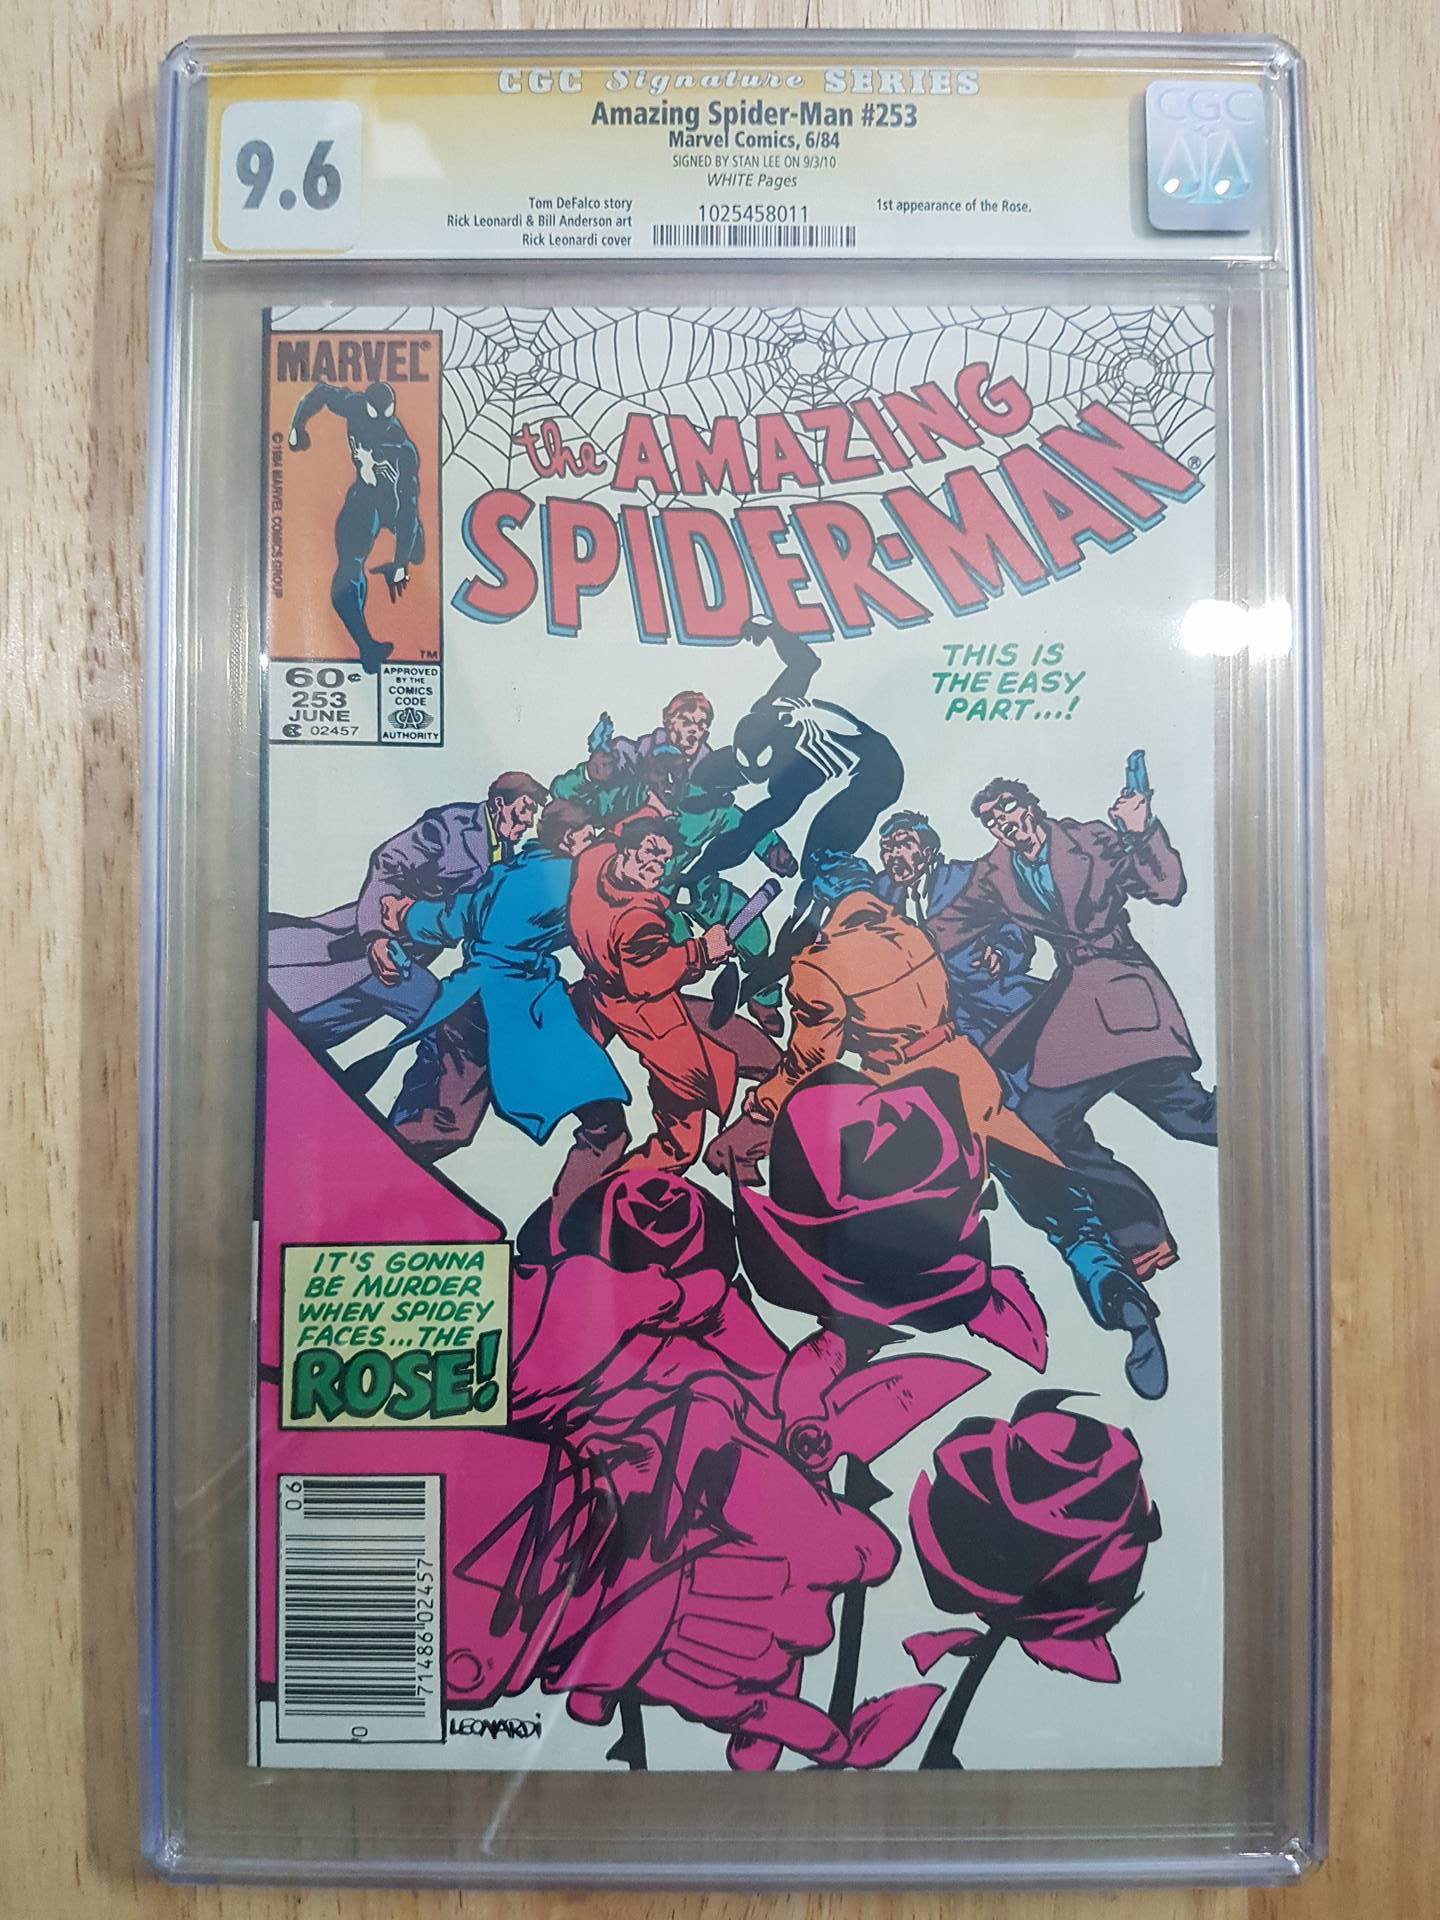 CGC Signature SERIES
Amazing Spider-Man #253
Marvel Comics, 6/84
SIGNED BY STAN LEE ON 9/3/10
WHITE Pages
9.6
Tom DeFalco story
Rick Leonardi & Bill Anderson art
Rick Leonardi cover
1025458011
1st appearance of the Rose.
CGC
MARVEL®
©1984 MARVEL COMICS GROUP
TM
60¢
253
JUNE
02457
APPROVED
BY THE
COMICS
CODE
AUTHORITY
the AMAZING
SPIDER-MAN®
THIS IS
THE EASY
PART...!
IT'S GONNA
BE MURDER
WHEN SPIDEY
FACES...THE
ROSE!
06
71486 02457
0
LEONARDI
Stan Lee